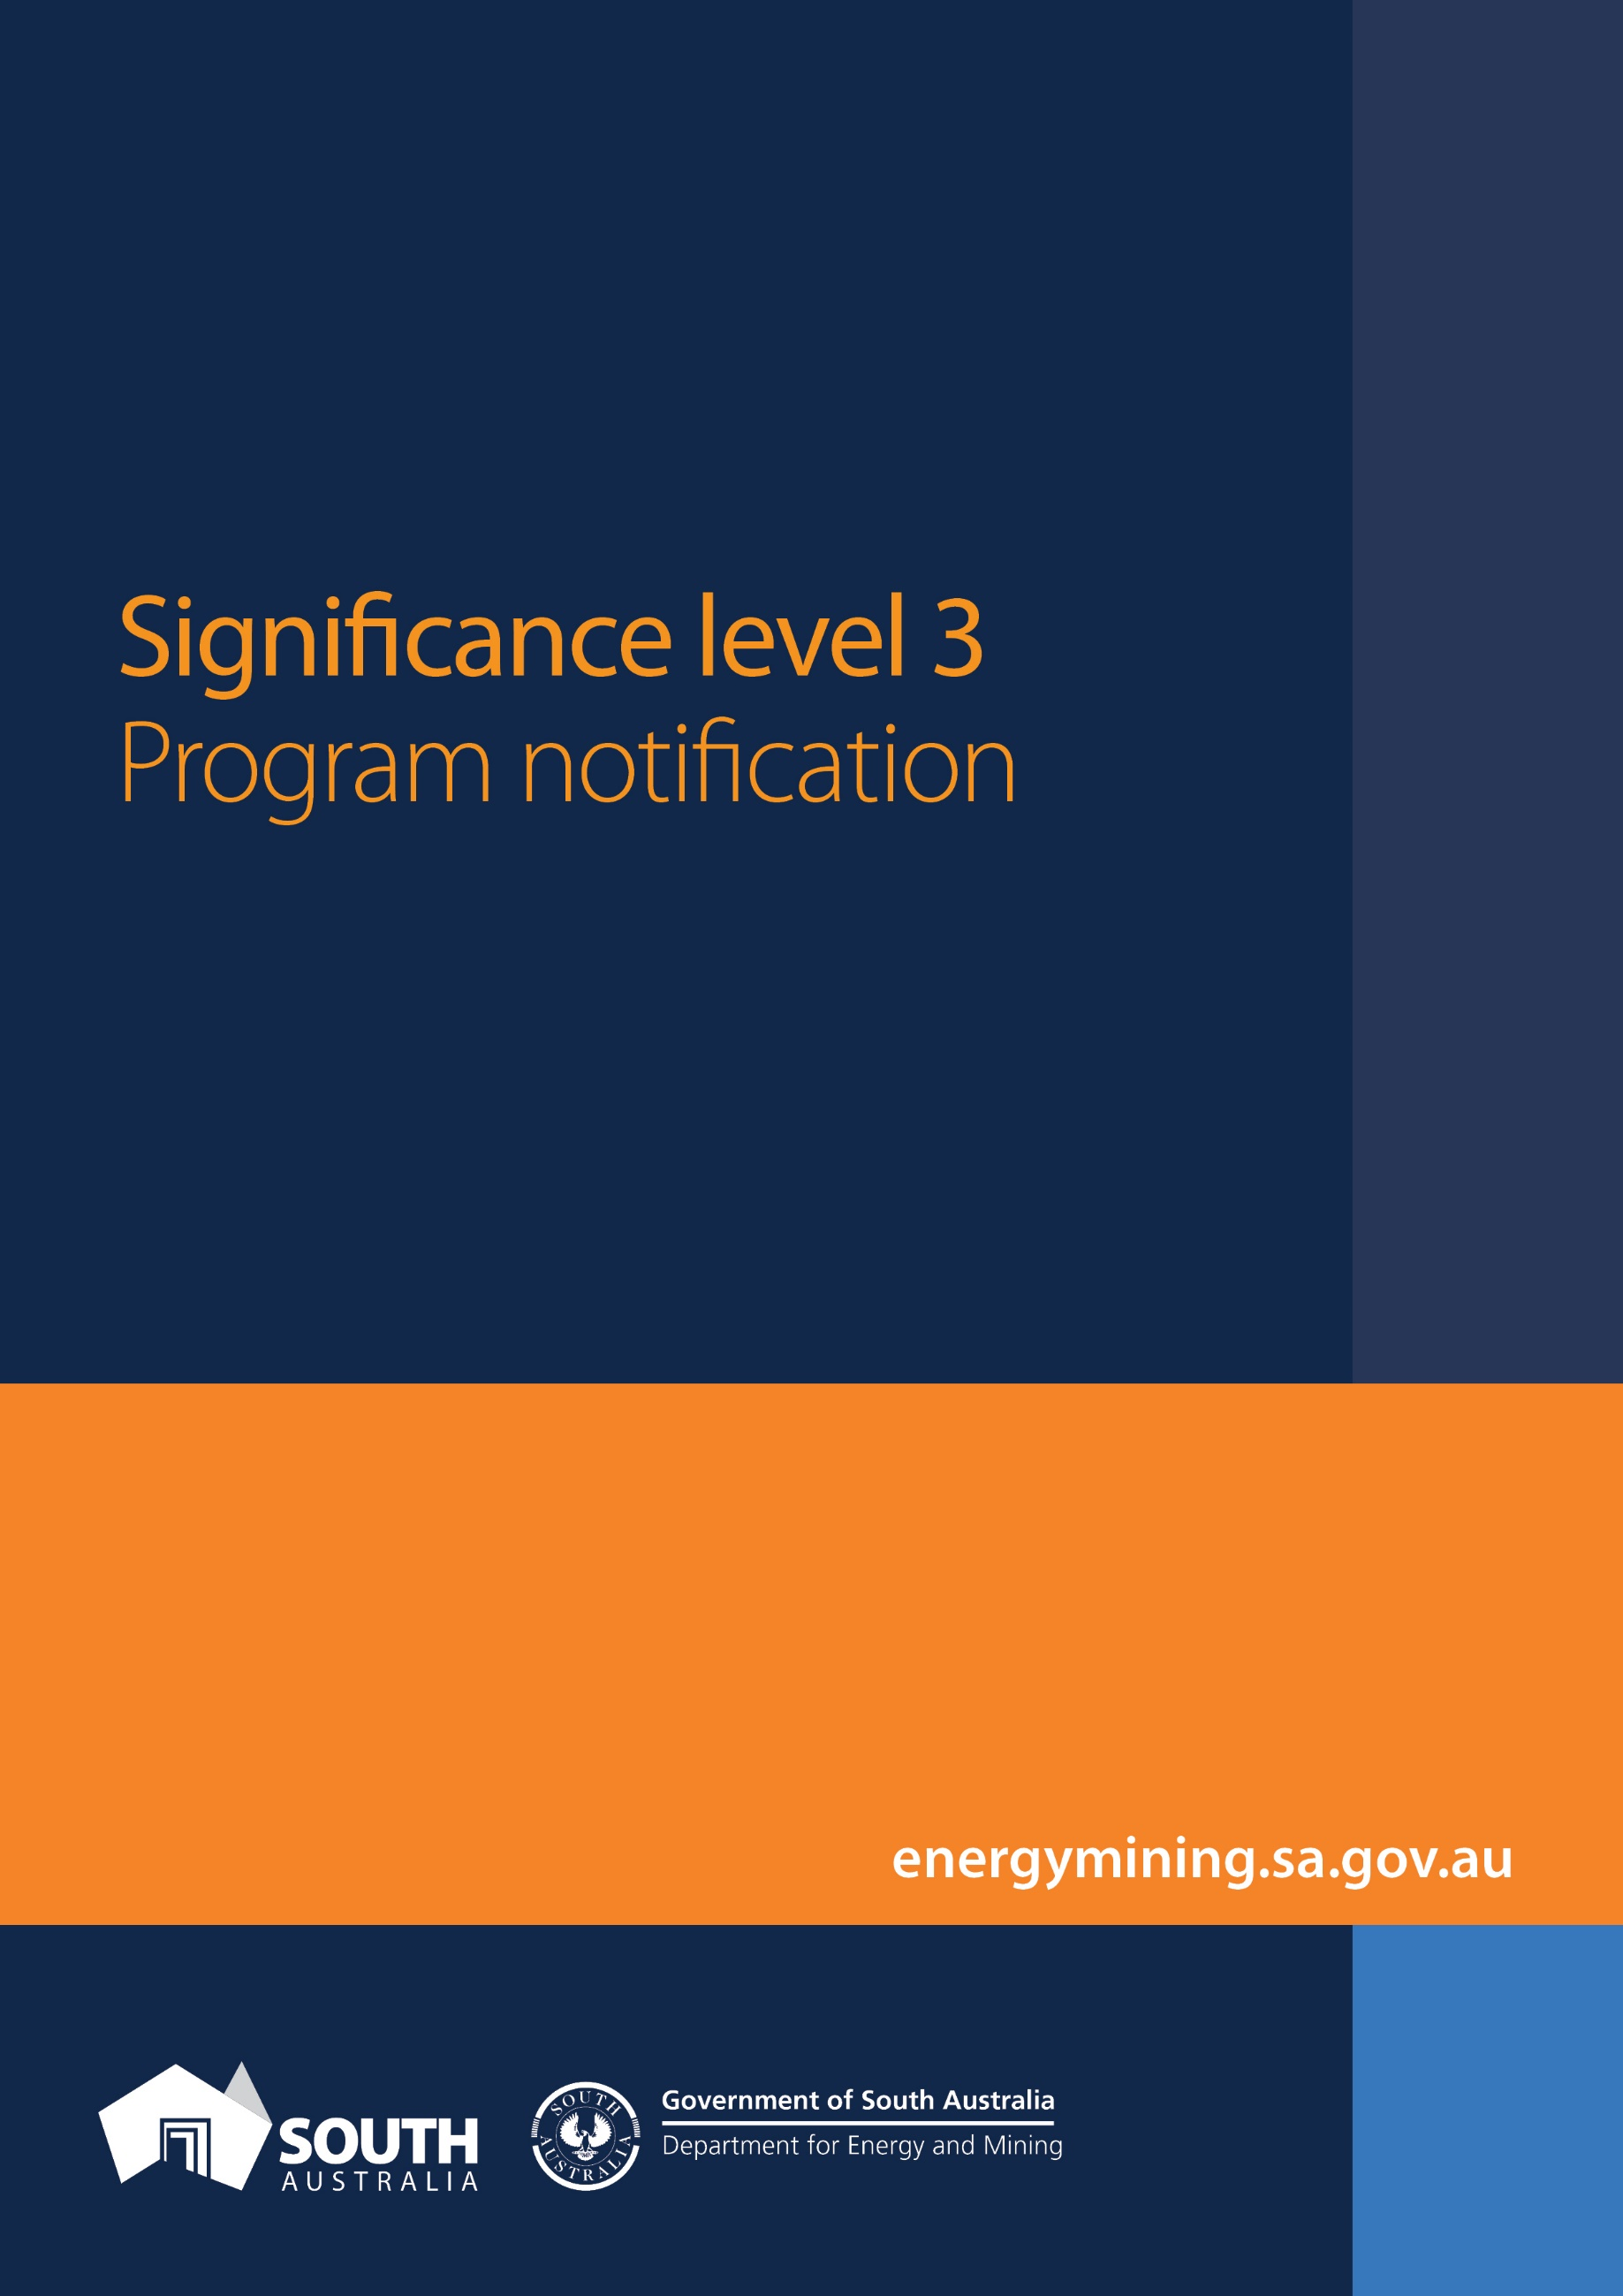 Significance level 3
Program notification
energymining.sa.gov.au
SOUTH
AUSTRALIA
SOUTH
AUSTRALIA
Government of South Australia
Department for Energy and Mining